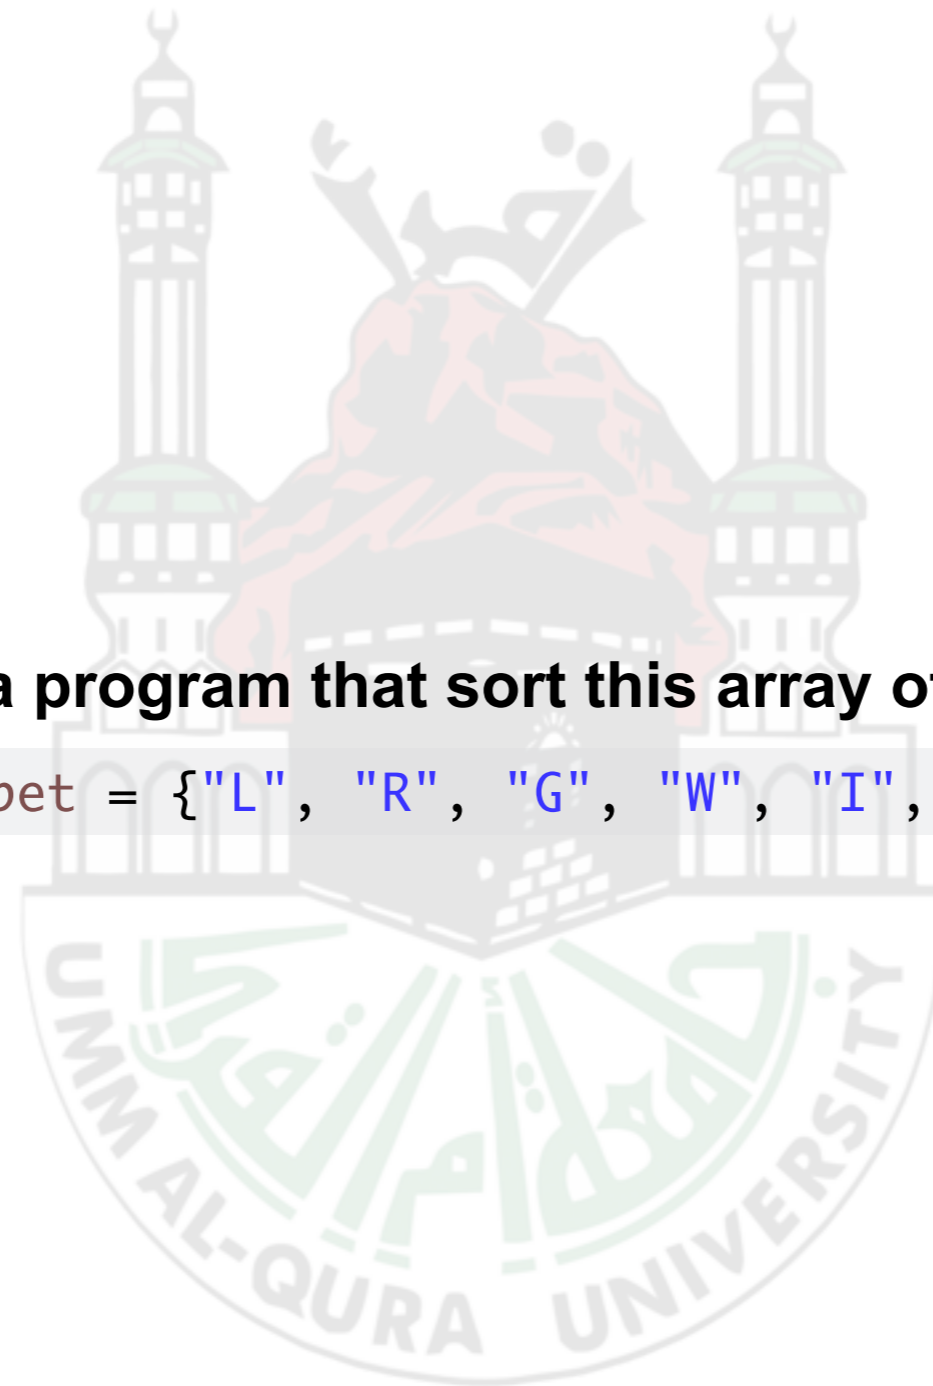 a program that sort this array of
bet = {"L", "R", "G", "W", "I",
UMM AL-QURA UNIVERSITY